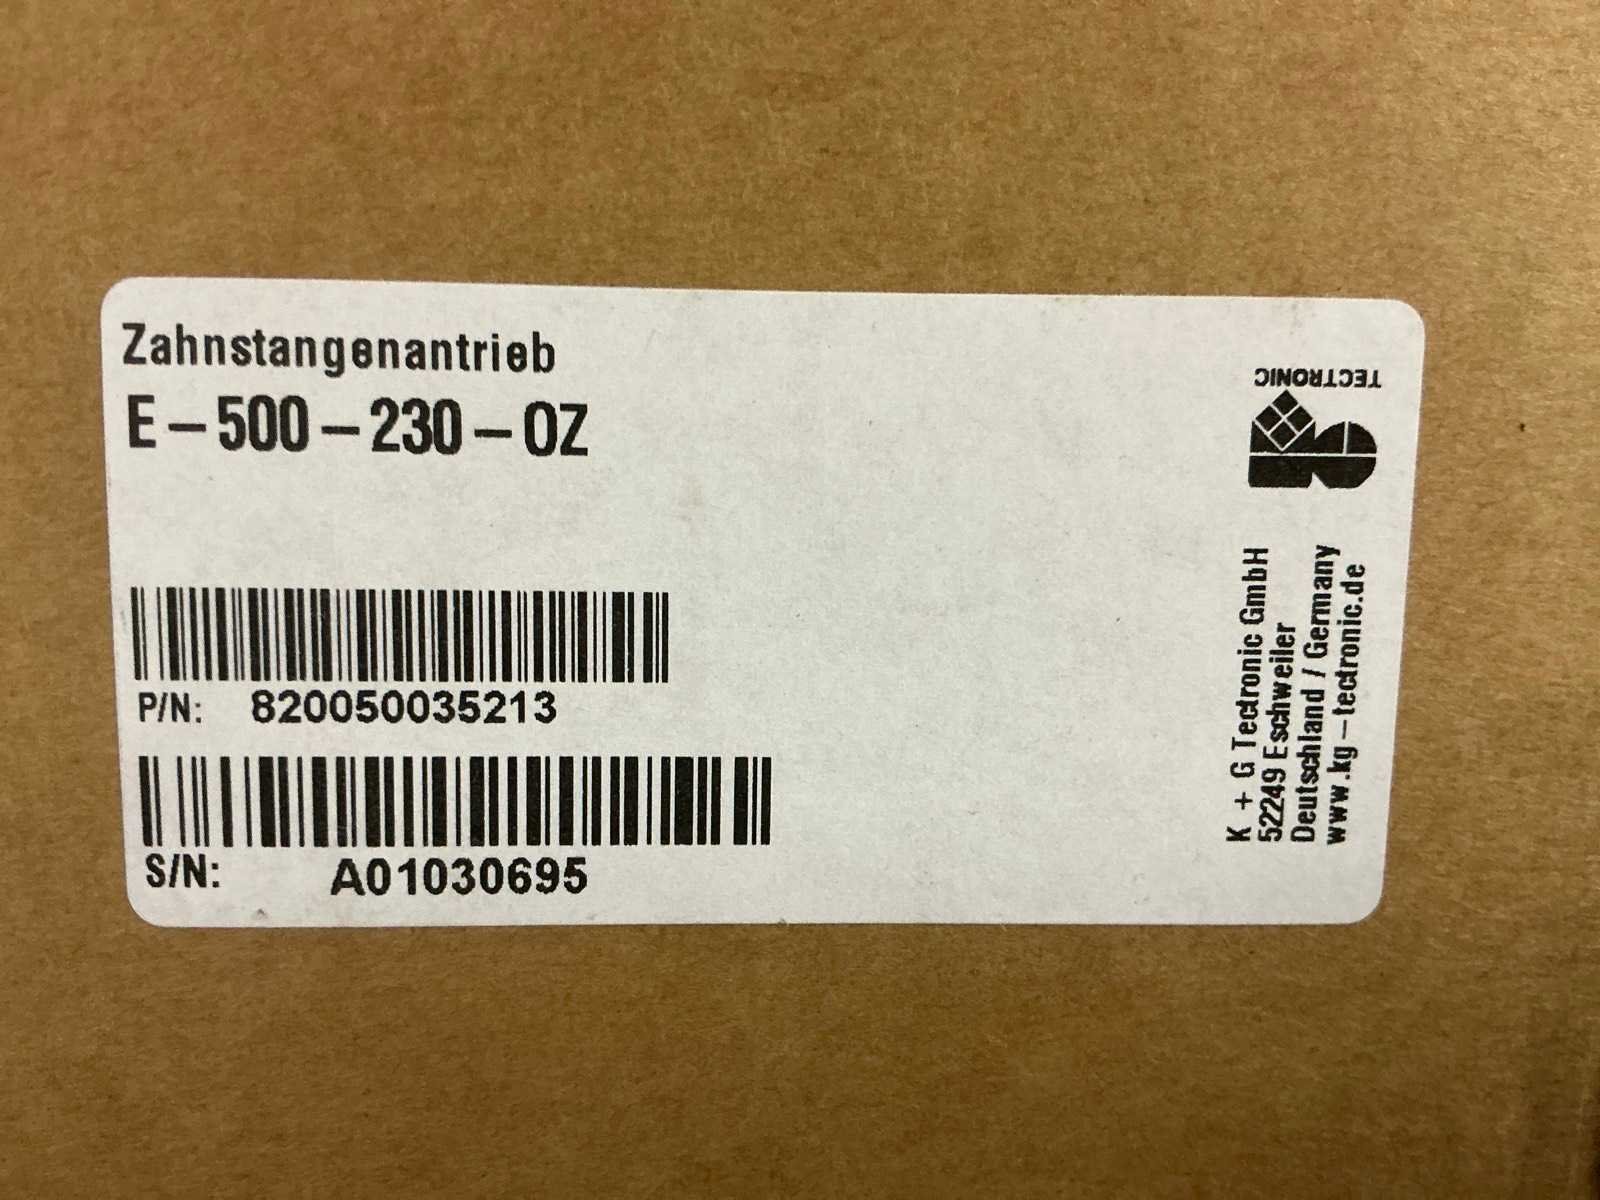 Zahnstangenantrieb
E-500-230-OZ
P/N: 820050035213
S/N: A01030695
TECTRONIC
K + G Tectronic GmbH
52249 Eschweiler
Deutschland / Germany
www.kg-tectronic.de